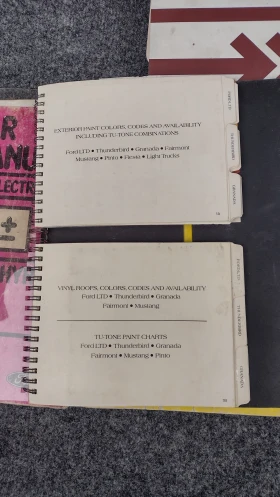 R
ANU
ELECTR
EXTERIOR PAINT COLORS, CODES AND AVAILABILITY
INCLUDING TU-TONE COMBINATIONS
Ford LTD • Thunderbird • Granada • Fairmont
Mustang • Pinto • Fiesta • Light Trucks
VINYL ROOFS, COLORS, CODES AND AVAILABILITY
Ford LTD • Thunderbird • Granada
Fairmont • Mustang
TU-TONE PAINT CHARTS
Ford LTD • Thunderbird • Granada
Fairmont • Mustang • Pinto